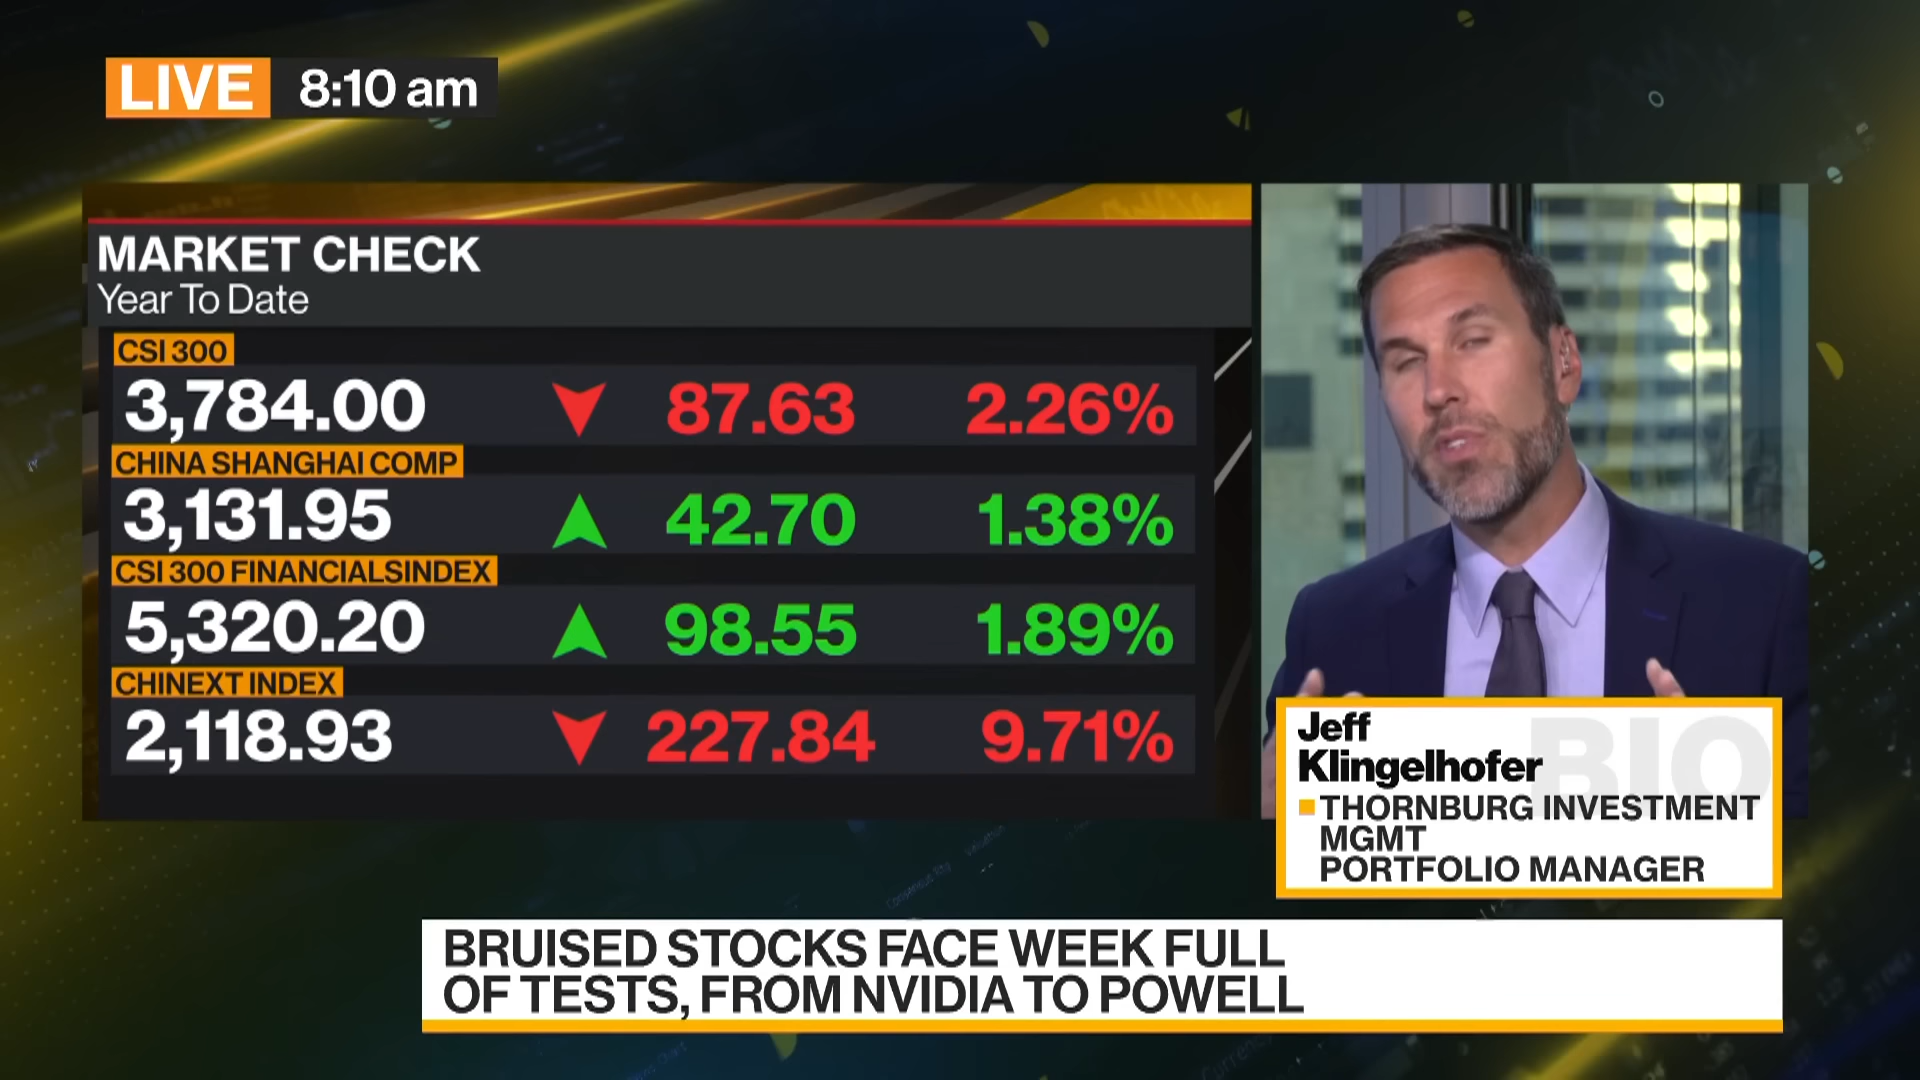 LIVE 8:10 am
MARKET CHECK
Year To Date
CSI 300
3,784.00 87.63 2.26%
CHINA SHANGHAI COMP
3,131.95 42.70 1.38%
CSI 300 FINANCIALSINDEX
5,320.20 98.55 1.89%
CHINEXT INDEX
2,118.93 227.84 9.71%
BIO
Jeff
Klingelhofer
THORNBURG INVESTMENT
MGMT
PORTFOLIO MANAGER
BRUISED STOCKS FACE WEEK FULL
OF TESTS, FROM NVIDIA TO POWELL